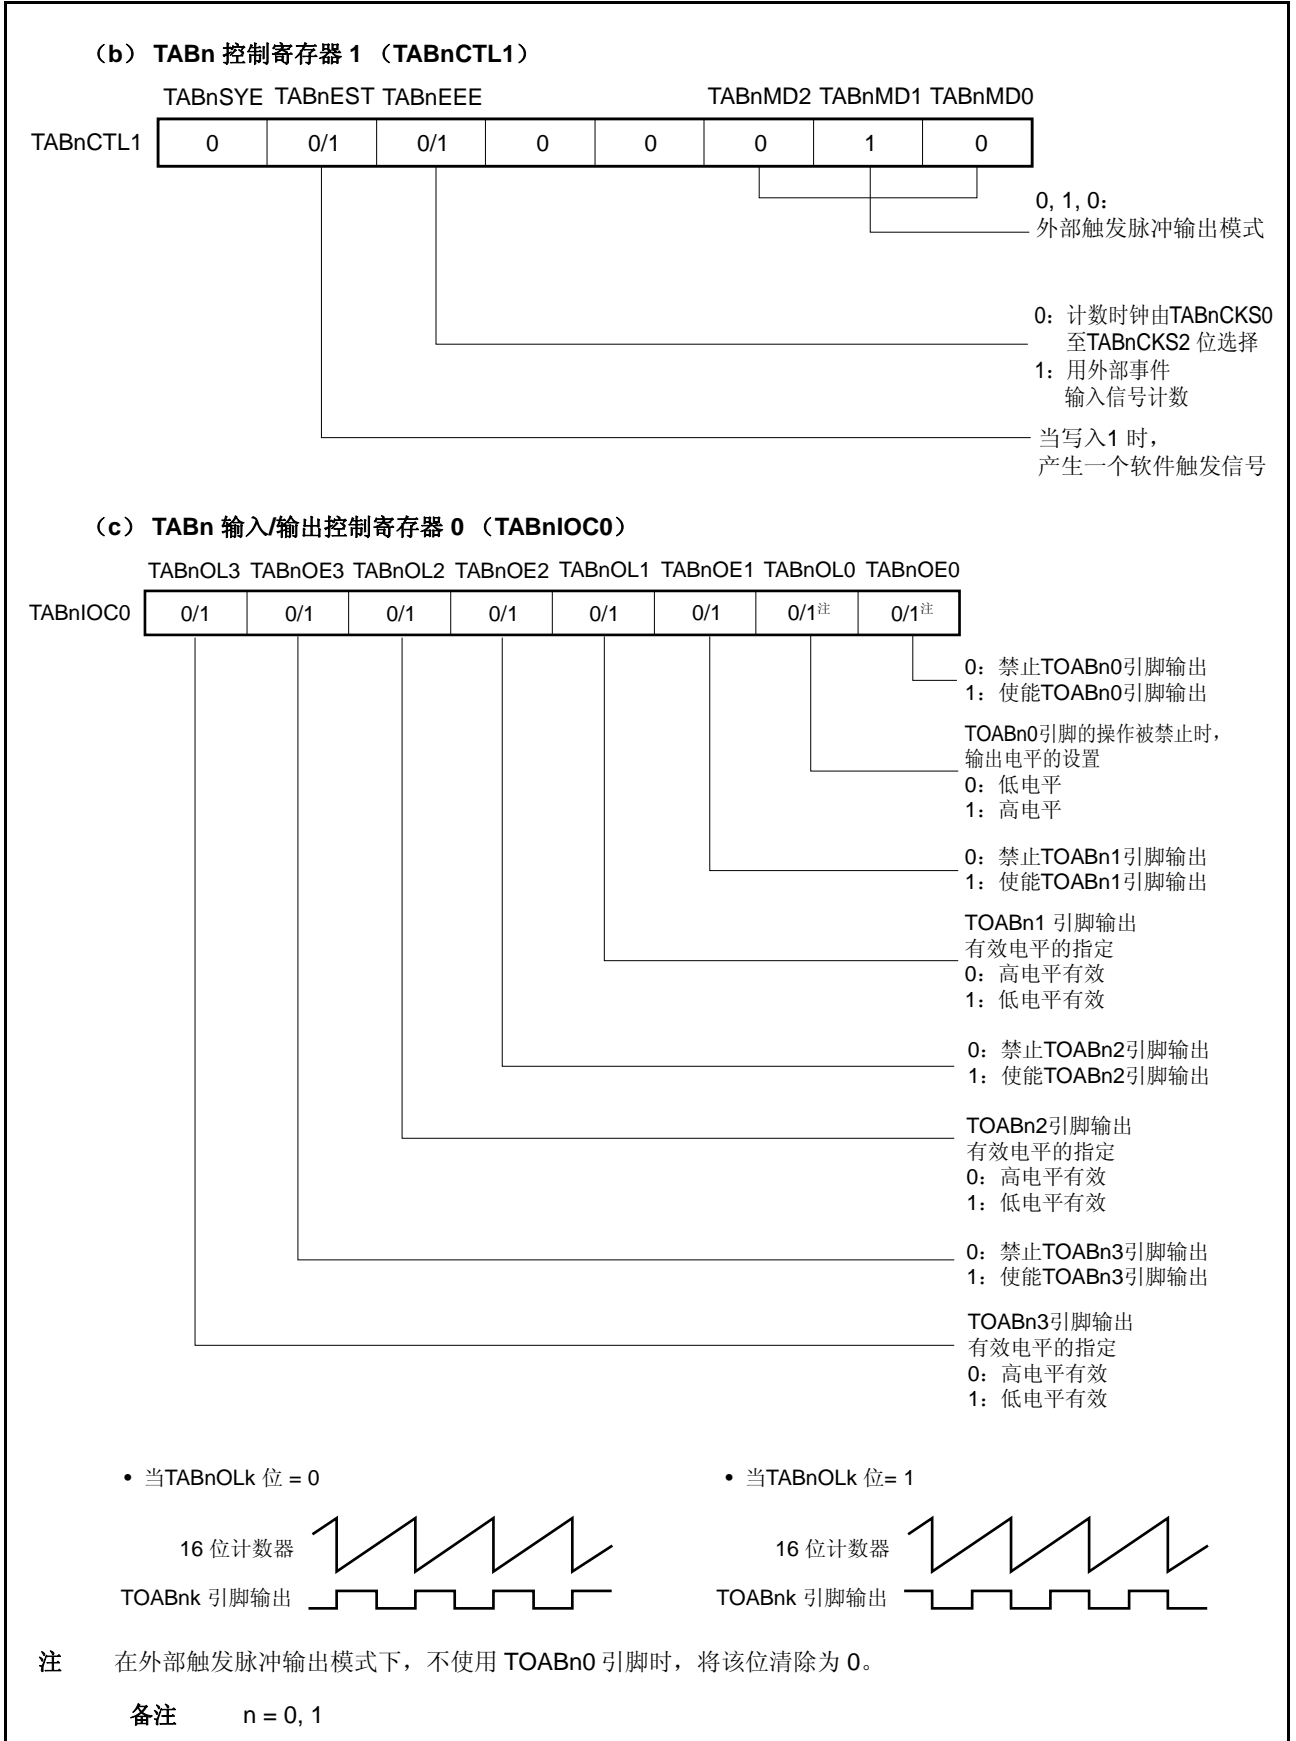 （b） TABn 控制寄存器 1 （TABnCTL1）
TABnSYE TABnEST TABnEEE TABnMD2 TABnMD1 TABnMD0
TABnCTL1 0 0/1 0/1 0 0 0 1 0
0, 1, 0：
外部触发脉冲输出模式
0：计数时钟由TABnCKS0
至TABnCKS2 位选择
1：用外部事件
输入信号计数
当写入1 时，
产生一个软件触发信号
（c） TABn 输入/输出控制寄存器 0 （TABnIOC0）
TABnOL3 TABnOE3 TABnOL2 TABnOE2 TABnOL1 TABnOE1 TABnOL0 TABnOE0
TABnIOC0 0/1 0/1 0/1 0/1 0/1 0/1 0/1注 0/1注
0：禁止TOABn0引脚输出
1：使能TOABn0引脚输出
TOABn0引脚的操作被禁止时，
输出电平的设置
0：低电平
1：高电平
0：禁止TOABn1引脚输出
1：使能TOABn1引脚输出
TOABn1 引脚输出
有效电平的指定
0：高电平有效
1：低电平有效
0：禁止TOABn2引脚输出
1：使能TOABn2引脚输出
TOABn2引脚输出
有效电平的指定
0：高电平有效
1：低电平有效
0：禁止TOABn3引脚输出
1：使能TOABn3引脚输出
TOABn3引脚输出
有效电平的指定
0：高电平有效
1：低电平有效
• 当TABnOLk 位 = 0
16 位计数器
TOABnk 引脚输出
• 当TABnOLk 位= 1
16 位计数器
TOABnk 引脚输出
注 在外部触发脉冲输出模式下，不使用 TOABn0 引脚时，将该位清除为 0。
备注 n = 0, 1